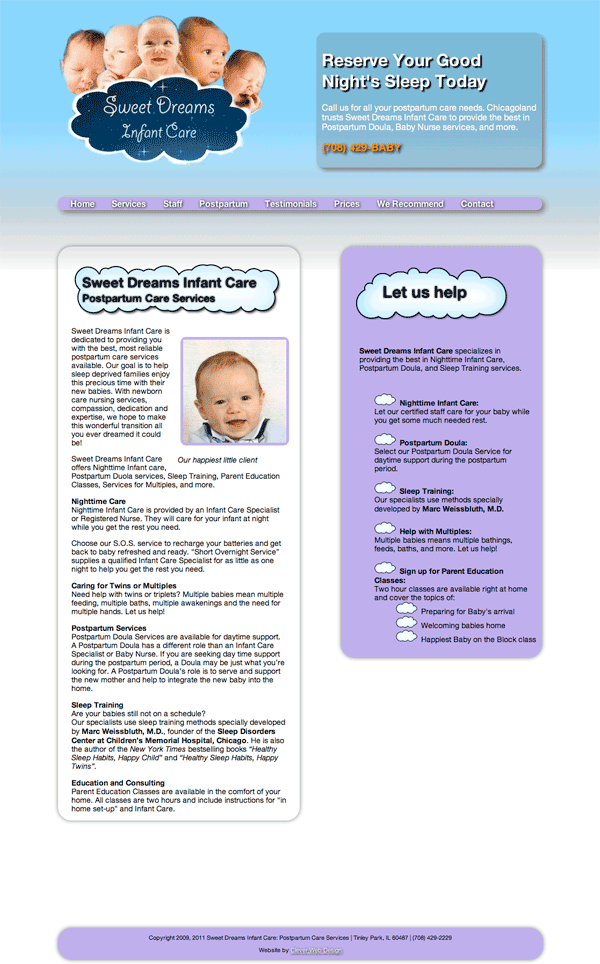 Sweet Dreams
Infant Care
Reserve Your Good
Night's Sleep Today
Call us for all your postpartum care needs. Chicagoland
trusts Sweet Dreams Infant Care to provide the best in
Postpartum Doula, Baby Nurse services, and more.
(708) 429-BABY
Home Services Staff Postpartum Testimonials Prices We Recommend Contact
Sweet Dreams Infant Care
Postpartum Care Services
Sweet Dreams Infant Care is
dedicated to providing you
with the best, most reliable
postpartum care services
available. Our goal is to help
sleep deprived families enjoy
this precious time with their
new babies. With newborn
care nursing services,
compassion, dedication and
expertise, we hope to make
this wonderful transition all
you ever dreamed it could
be!
Our happiest little client
Sweet Dreams Infant Care
offers Nighttime Infant care,
Postpartum Duola services, Sleep Training, Parent Education
Classes, Services for Multiples, and more.
Nighttime Care
Nighttime Infant Care is provided by an Infant Care Specialist
or Registered Nurse. They will care for your infant at night
while you get the rest you need.
Choose our S.O.S. service to recharge your batteries and get
back to baby refreshed and ready. “Short Overnight Service”
supplies a qualified Infant Care Specialist for as little as one
night to help you get the rest you need.
Caring for Twins or Multiples
Need help with twins or triplets? Multiple babies mean multiple
feeding, multiple baths, multiple awakenings and the need for
multiple hands. Let us help!
Postpartum Services
Postpartum Doula Services are available for daytime support.
A Postpartum Doula has a different role than an Infant Care
Specialist or Baby Nurse. If you are seeking day time support
during the postpartum period, a Doula may be just what you’re
looking for. A Postpartum Doula’s role is to serve and support
the new mother and help to integrate the new baby into the
home.
Sleep Training
Are your babies still not on a schedule?
Our specialists use sleep training methods specially developed
by Marc Weissbluth, M.D., founder of the Sleep Disorders
Center at Children’s Memorial Hospital, Chicago. He is also
the author of the New York Times bestselling books “Healthy
Sleep Habits, Happy Child” and “Healthy Sleep Habits, Happy
Twins”.
Education and Consulting
Parent Education Classes are available in the comfort of your
home. All classes are two hours and include instructions for “in
home set-up” and Infant Care.
Let us help
Sweet Dreams Infant Care specializes in
providing the best in Nighttime Infant Care,
Postpartum Doula, and Sleep Training services.
Nighttime Infant Care:
Let our certified staff care for your baby while
you get some much needed rest.
Postpartum Doula:
Select our Postpartum Doula Service for
daytime support during the postpartum
period.
Sleep Training:
Our specialists use methods specially
developed by Marc Weissbluth, M.D.
Help with Multiples:
Multiple babies means multiple bathings,
feeds, baths, and more. Let us help!
Sign up for Parent Education
Classes:
Two hour classes are available right at home
and cover the topics of:
Preparing for Baby's arrival
Welcoming babies home
Happiest Baby on the Block class
Copyright 2009, 2011 Sweet Dreams Infant Care: Postpartum Care Services | Tinley Park, IL 60487 | (708) 429-2229
Website by: Clever Web Design